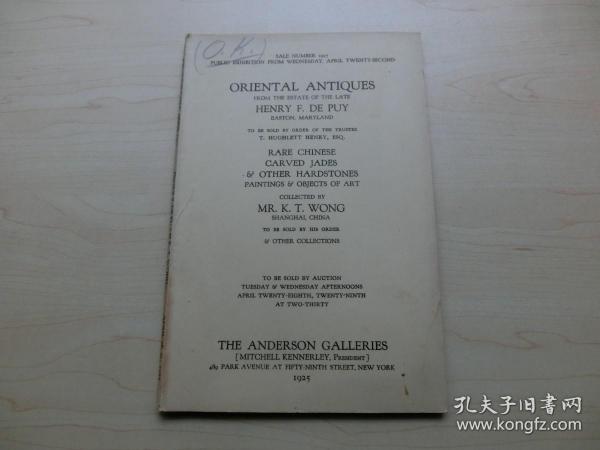 (O.K.)
SALE NUMBER 1957
PUBLIC EXHIBITION FROM WEDNESDAY, APRIL TWENTY-SECOND
ORIENTAL ANTIQUES
FROM THE ESTATE OF THE LATE
HENRY F. DE PUY
EASTON, MARYLAND
TO BE SOLD BY ORDER OF THE TRUSTEE
T. HUGHLETT HENRY, ESQ.
RARE CHINESE
CARVED JADES
& OTHER HARDSTONES
PAINTINGS & OBJECTS OF ART
COLLECTED BY
MR. K. T. WONG
SHANGHAI, CHINA
TO BE SOLD BY HIS ORDER
& OTHER COLLECTIONS
TO BE SOLD BY AUCTION
TUESDAY & WEDNESDAY AFTERNOONS
APRIL TWENTY-EIGHTH, TWENTY-NINTH
AT TWO-THIRTY
THE ANDERSON GALLERIES
[MITCHELL KENNERLEY, PRESIDENT]
489 PARK AVENUE AT FIFTY-NINTH STREET, NEW YORK
1925
孔夫子旧书网
www.kongfz.com